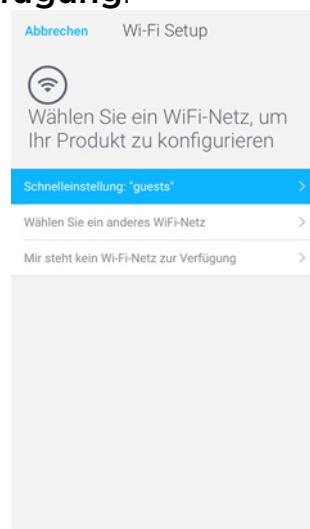 Abbrechen Wi-Fi Setup
Wählen Sie ein WiFi-Netz, um
Ihr Produkt zu konfigurieren
Schnelleinstellung: "guests"
Wählen Sie ein anderes WiFi-Netz
Mir steht kein Wi-Fi-Netz zur Verfügung